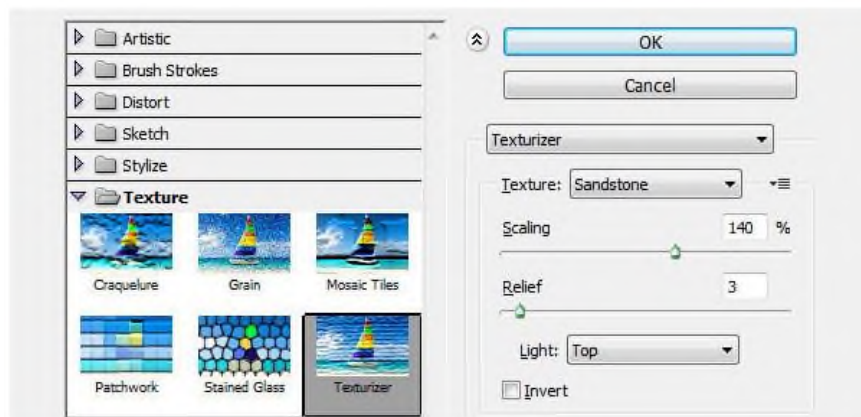 Artistic
Brush Strokes
Distort
Sketch
Stylize
Texture
Craquelure Grain Mosaic Tiles
Patchwork Stained Glass Texturizer
OK
Cancel
Texturizer
Texture: Sandstone
Scaling 140 %
Relief 3
Light: Top
Invert